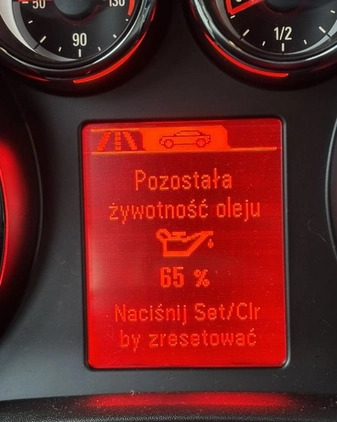 50
130
90
1/2
Pozostała
żywotność oleju
65 %
Naciśnij Set/Clr
by zresetować